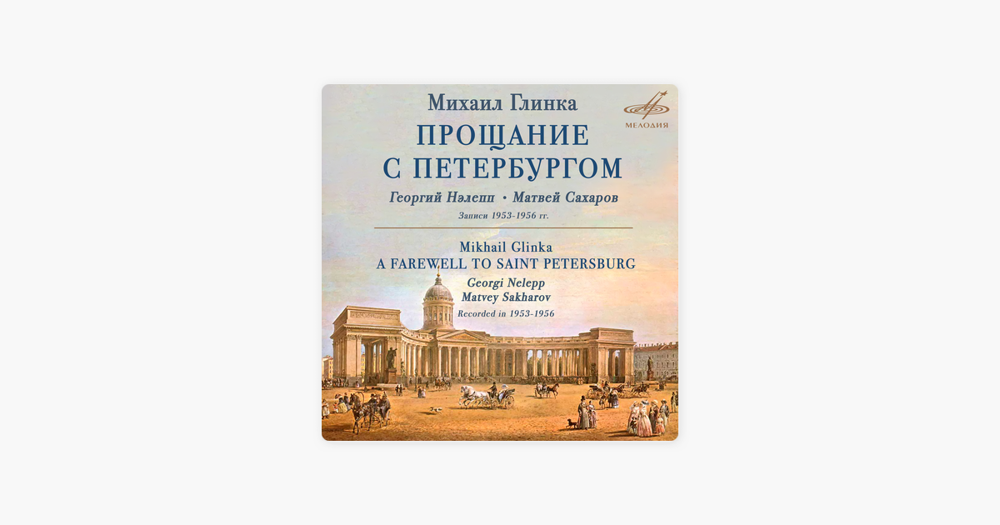 Михаил Глинка
МЕЛОДИЯ
ПРОЩАНИЕ
С ПЕТЕРБУРГОМ
Георгий Нэлепп • Матвей Сахаров
Записи 1953-1956 гг.
Mikhail Glinka
A FAREWELL TO SAINT PETERSBURG
Georgi Nelepp
Matvey Sakharov
Recorded in 1953-1956